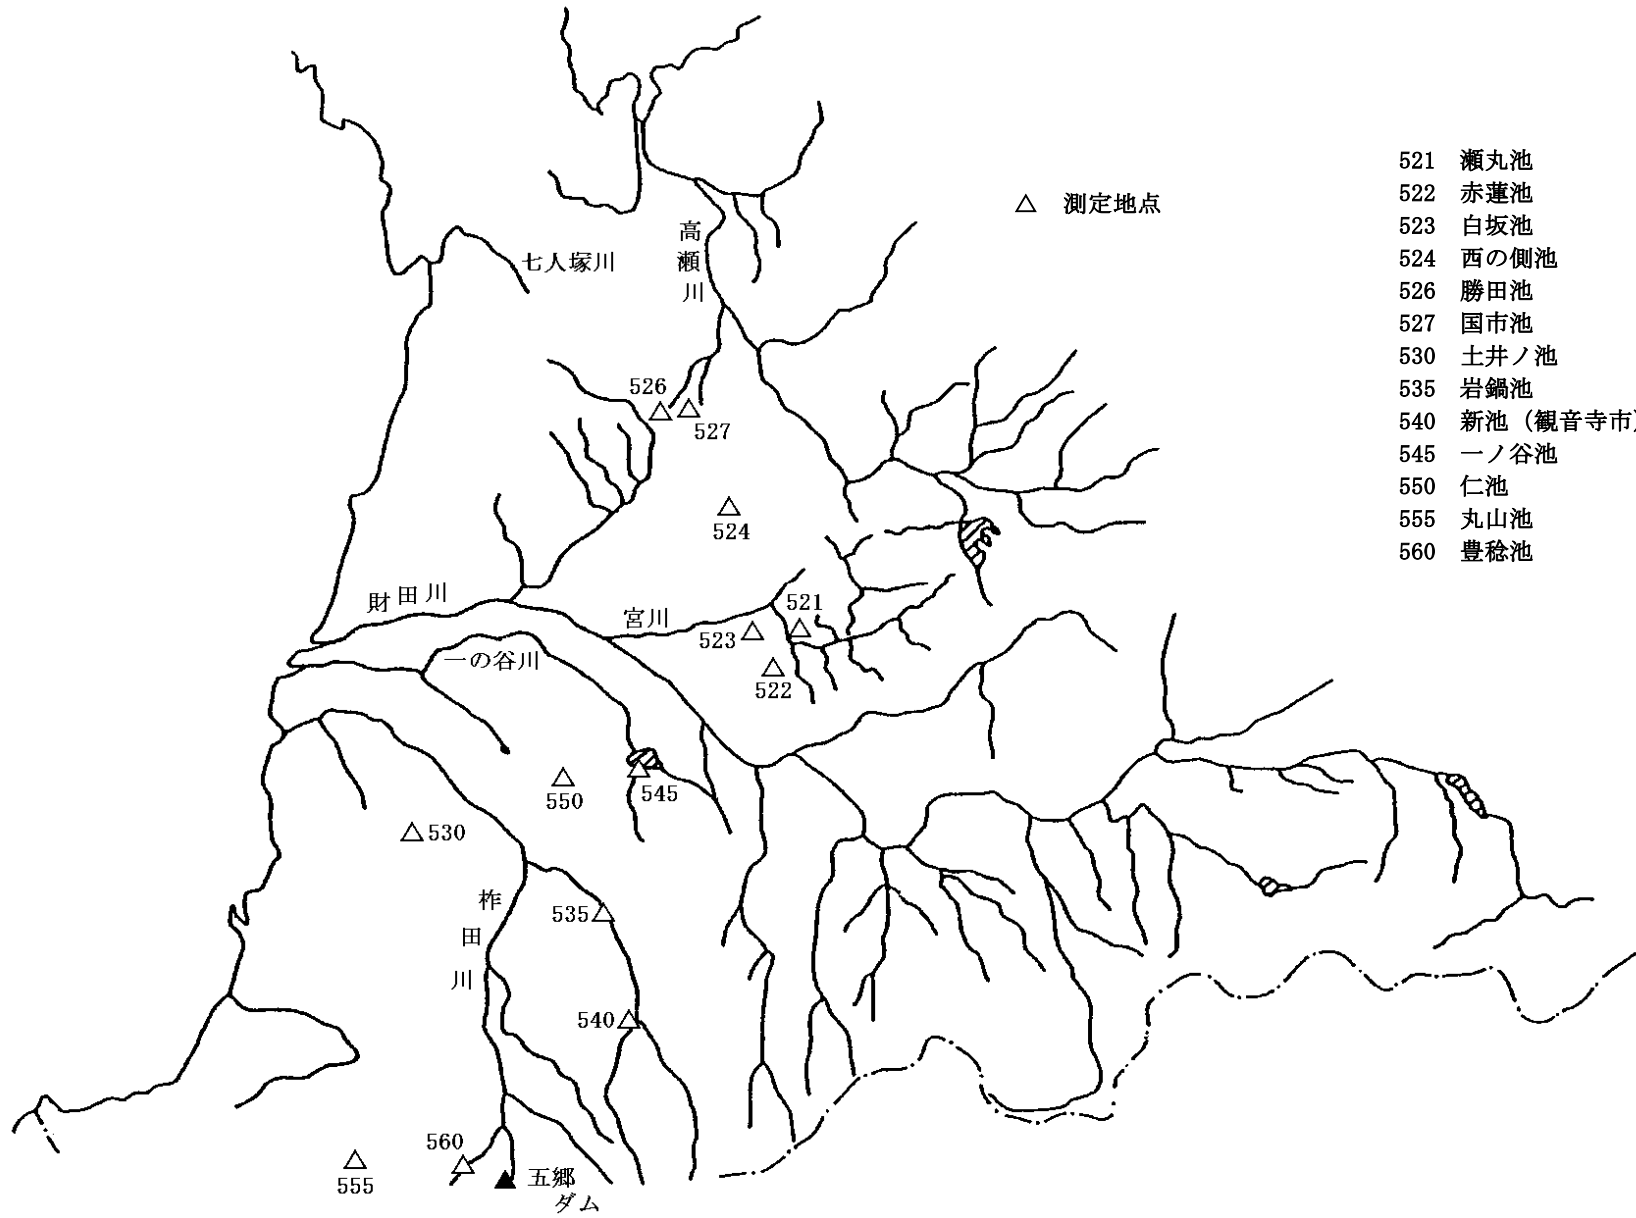 521 瀬丸池
522 赤蓮池
523 白坂池
524 西の側池
526 勝田池
527 国市池
530 土井ノ池
535 岩鍋池
540 新池（観音寺市）
545 一ノ谷池
550 仁池
555 丸山池
560 豊稔池
△ 測定地点
高瀬川
七人塚川
526
527
524
財田川
宮川
521
523
522
一の谷川
550
545
530
柞田川
535
540
560
555
五郷
ダム